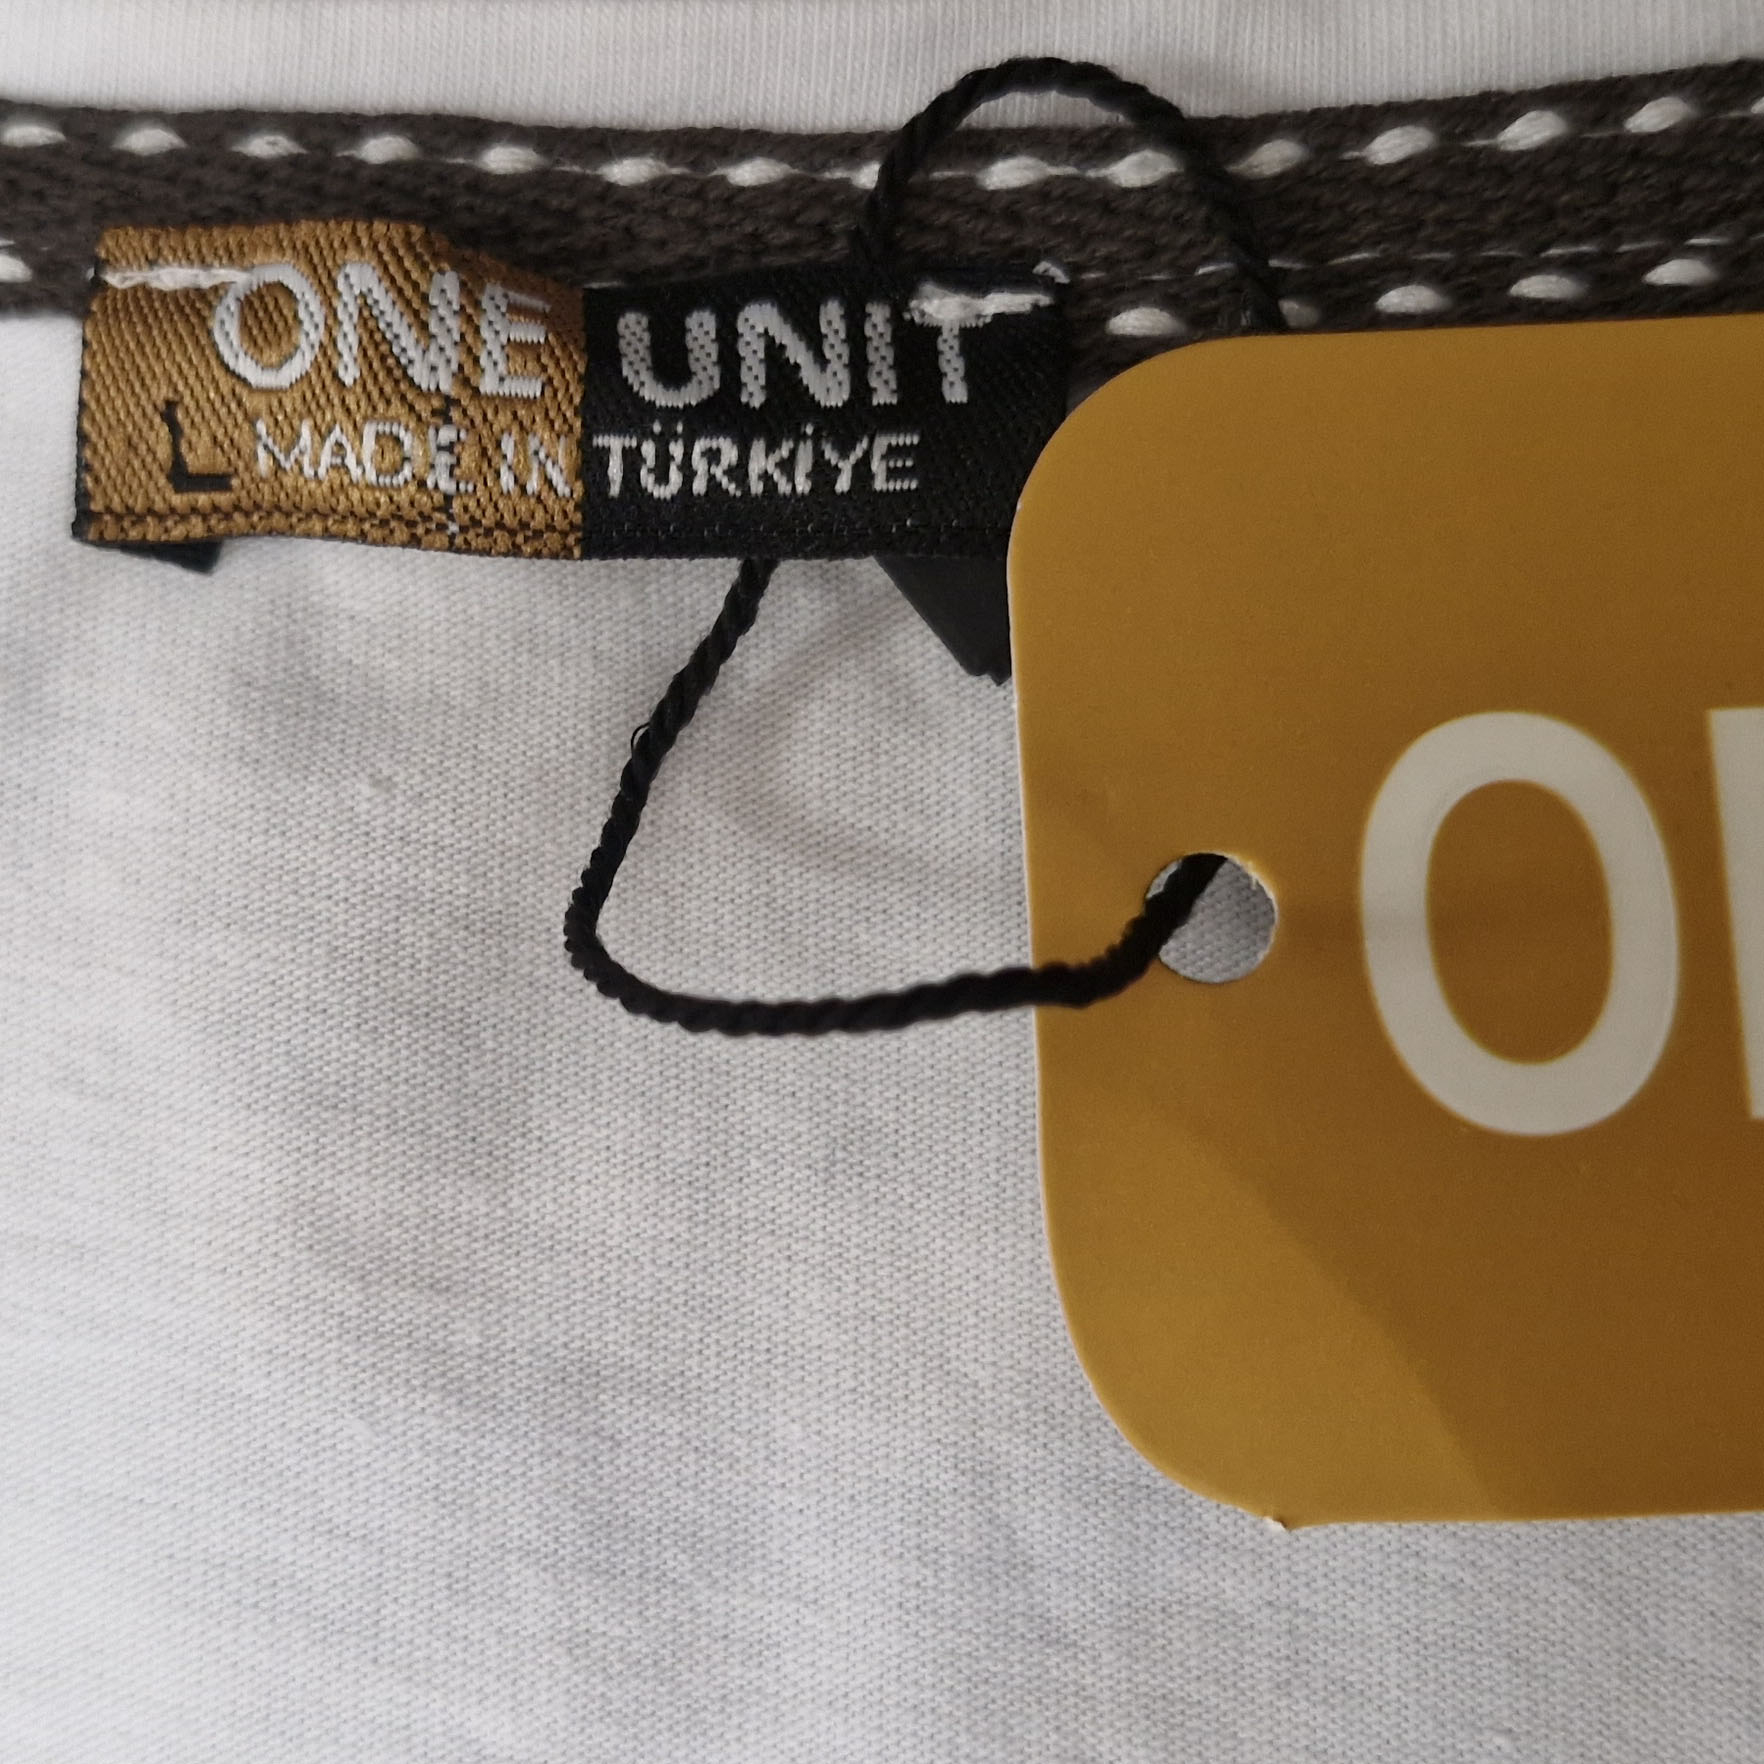 ONE UNIT
L MADE IN TÜRKİYE
O